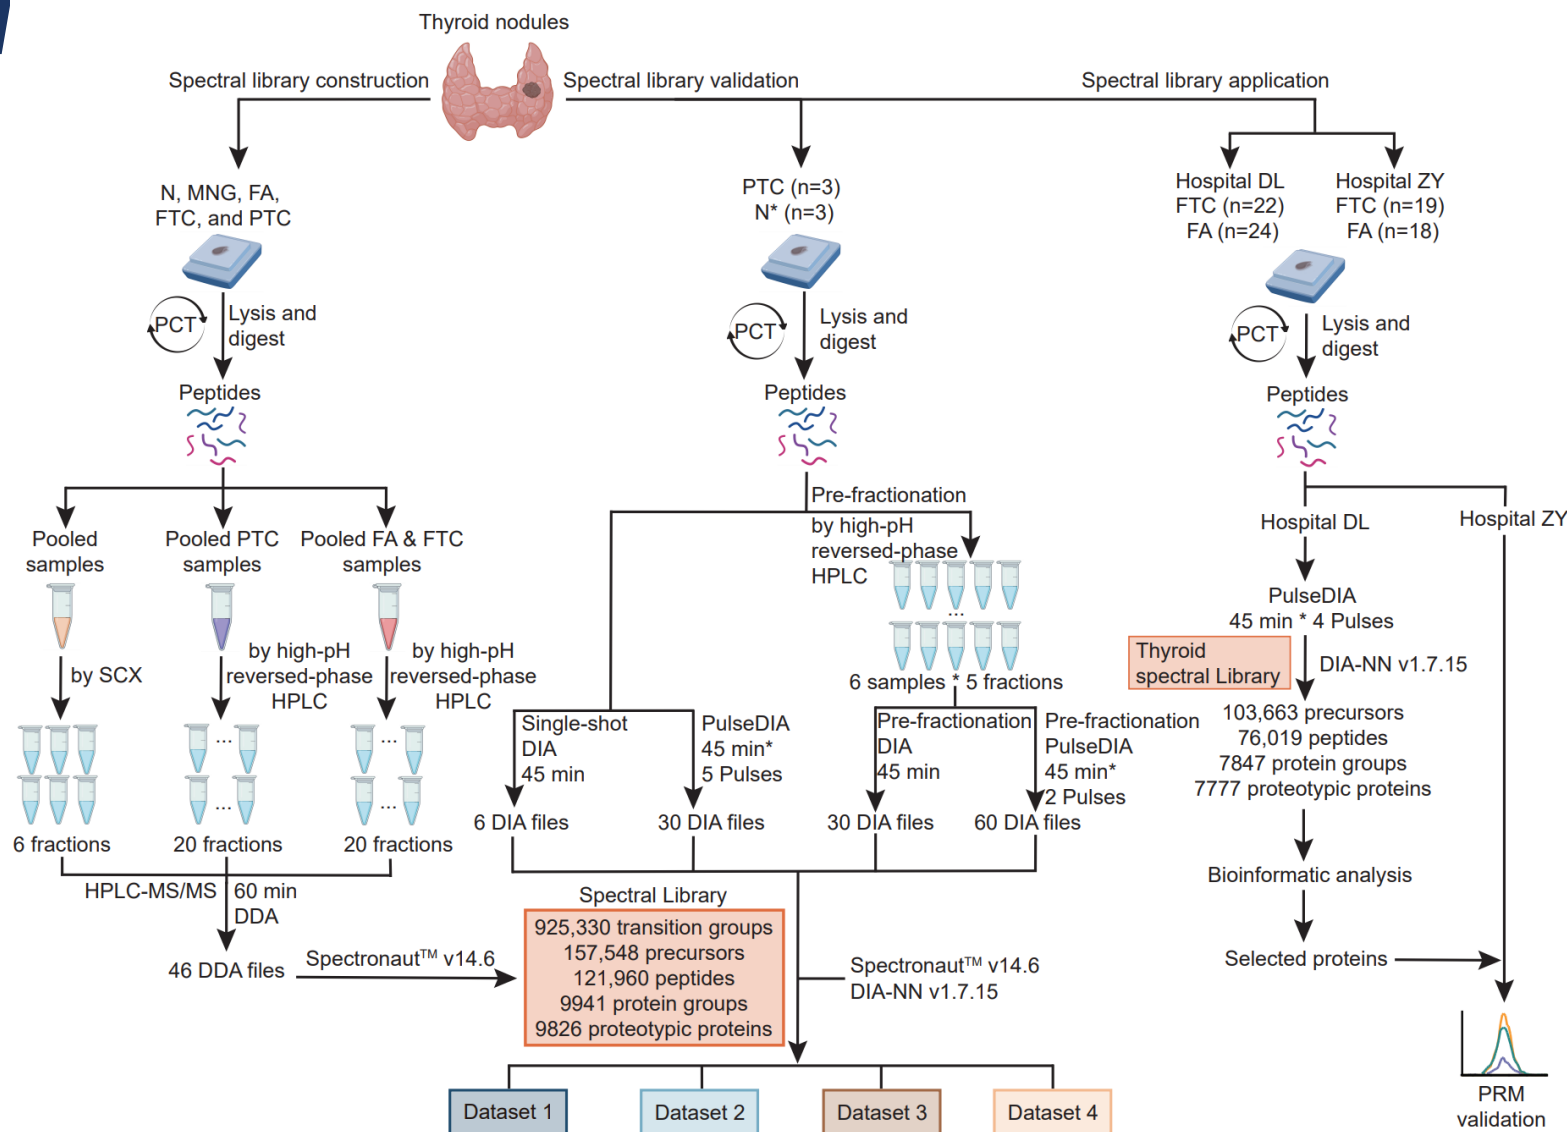 Thyroid nodules
Spectral library construction
Spectral library validation
Spectral library application
N, MNG, FA,
FTC, and PTC
PCT
Lysis and
digest
Peptides
Pooled
samples
Pooled PTC
samples
Pooled FA & FTC
samples
by SCX
by high-pH
reversed-phase
HPLC
by high-pH
reversed-phase
HPLC
...
...
...
...
6 fractions
20 fractions
20 fractions
HPLC-MS/MS
60 min
DDA
46 DDA files
Spectronaut™ v14.6
PTC (n=3)
N* (n=3)
PCT
Lysis and
digest
Peptides
Pre-fractionation
by high-pH
reversed-phase
HPLC
...
6 samples * 5 fractions
Single-shot
DIA
45 min
PulseDIA
45 min*
5 Pulses
Pre-fractionation
DIA
45 min
Pre-fractionation
PulseDIA
45 min*
2 Pulses
6 DIA files
30 DIA files
30 DIA files
60 DIA files
Spectral Library
925,330 transition groups
157,548 precursors
121,960 peptides
9941 protein groups
9826 proteotypic proteins
Spectronaut™ v14.6
DIA-NN v1.7.15
Dataset 1
Dataset 2
Dataset 3
Dataset 4
Hospital DL
FTC (n=22)
FA (n=24)
Hospital ZY
FTC (n=19)
FA (n=18)
PCT
Lysis and
digest
Peptides
Hospital DL
Hospital ZY
PulseDIA
45 min * 4 Pulses
Thyroid
spectral Library
DIA-NN v1.7.15
103,663 precursors
76,019 peptides
7847 protein groups
7777 proteotypic proteins
Bioinformatic analysis
Selected proteins
PRM
validation